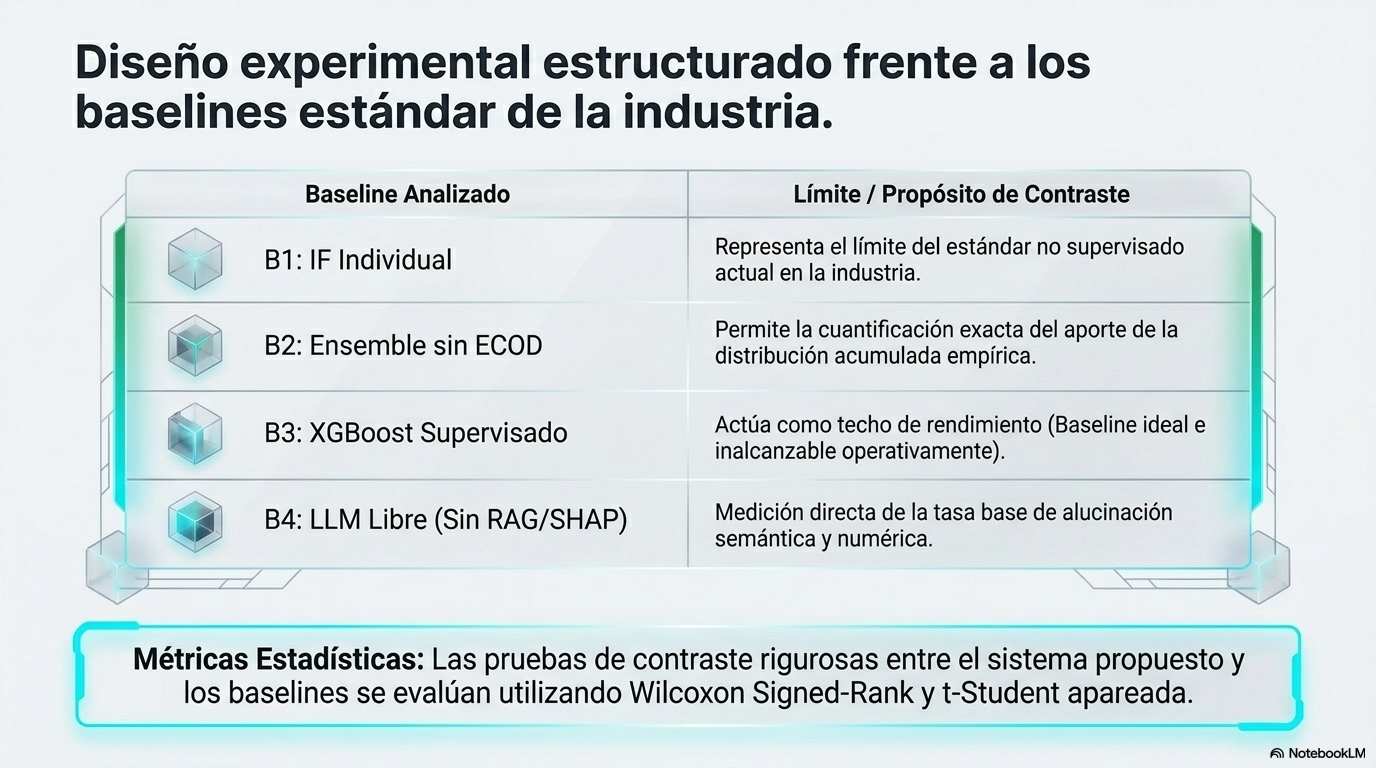 Diseño experimental estructurado frente a los
baselines estándar de la industria.
Baseline Analizado
Límite / Propósito de Contraste
B1: IF Individual
Representa el límite del estándar no supervisado
actual en la industria.
B2: Ensemble sin ECOD
Permite la cuantificación exacta del aporte de la
distribución acumulada empírica.
B3: XGBoost Supervisado
Actúa como techo de rendimiento (Baseline ideal e
inalcanzable operativamente).
B4: LLM Libre (Sin RAG/SHAP)
Medición directa de la tasa base de alucinación
semántica y numérica.
Métricas Estadísticas: Las pruebas de contraste rigurosas entre el sistema propuesto y
los baselines se evalúan utilizando Wilcoxon Signed-Rank y t-Student apareada.
NotebookLM